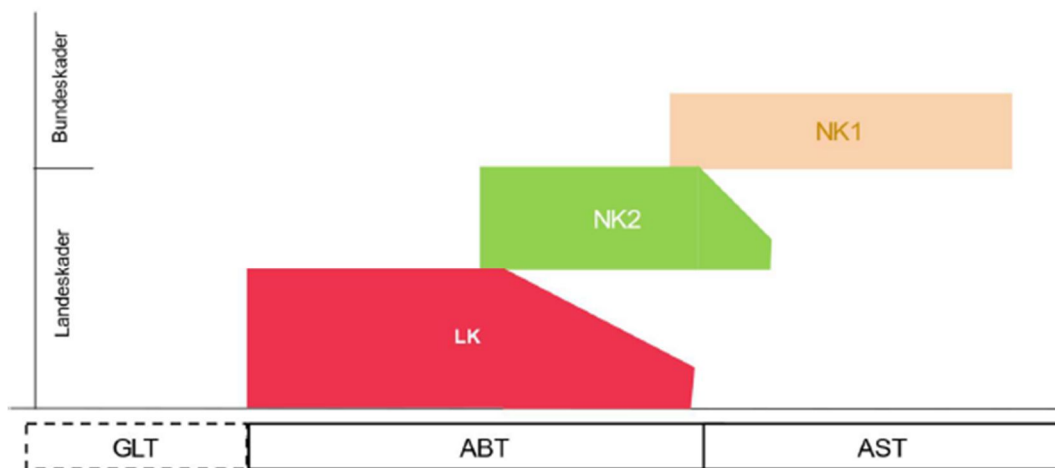 Bundeskader
NK1
NK2
Landeskader
LK
GLT
ABT
AST